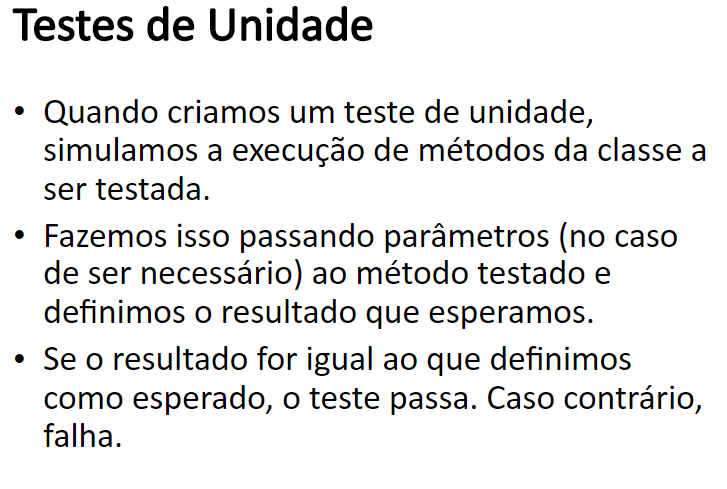 Testes de Unidade
• Quando criamos um teste de unidade,
simulamos a execução de métodos da classe a
ser testada.
• Fazemos isso passando parâmetros (no caso
de ser necessário) ao método testado e
definimos o resultado que esperamos.
• Se o resultado for igual ao que definimos
como esperado, o teste passa. Caso contrário,
falha.